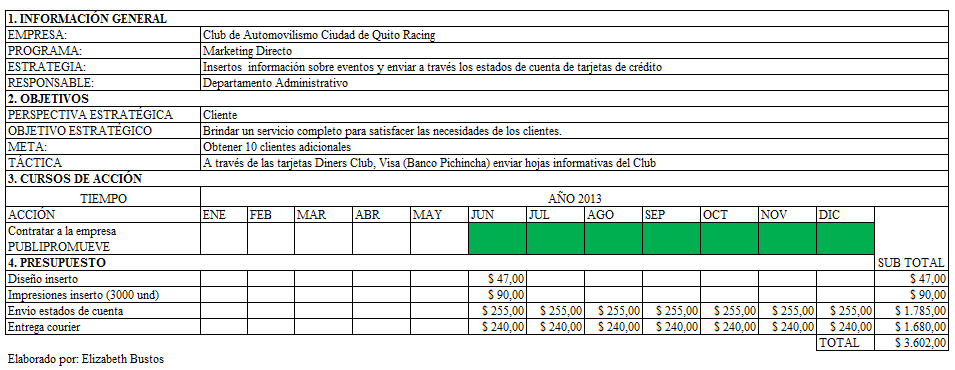 1. INFORMACIÓN GENERAL
EMPRESA: Club de Automovilismo Ciudad de Quito Racing
PROGRAMA: Marketing Directo
ESTRATEGIA: Insertos información sobre eventos y enviar a través los estados de cuenta de tarjetas de crédito
RESPONSABLE: Departamento Administrativo
2. OBJETIVOS
PERSPECTIVA ESTRATÉGICA Cliente
OBJETIVO ESTRATÉGICO Brindar un servicio completo para satisfacer las necesidades de los clientes.
META: Obtener 10 clientes adicionales
TÁCTICA A través de las tarjetas Diners Club, Visa (Banco Pichincha) enviar hojas informativas del Club
3. CURSOS DE ACCIÓN
TIEMPO AÑO 2013
ACCIÓN ENE FEB MAR ABR MAY JUN JUL AGO SEP OCT NOV DIC
Contratar a la empresa
PUBLIPROMUEVE
4. PRESUPUESTO SUB TOTAL
Diseño inserto $ 47,00 $ 47,00
Impresiones inserto (3000 und) $ 90,00 $ 90,00
Envío estados de cuenta $ 255,00 $ 255,00 $ 255,00 $ 255,00 $ 255,00 $ 255,00 $ 255,00 $ 1.785,00
Entrega courier $ 240,00 $ 240,00 $ 240,00 $ 240,00 $ 240,00 $ 240,00 $ 240,00 $ 1.680,00
TOTAL $ 3.602,00
Elaborado por: Elizabeth Bustos